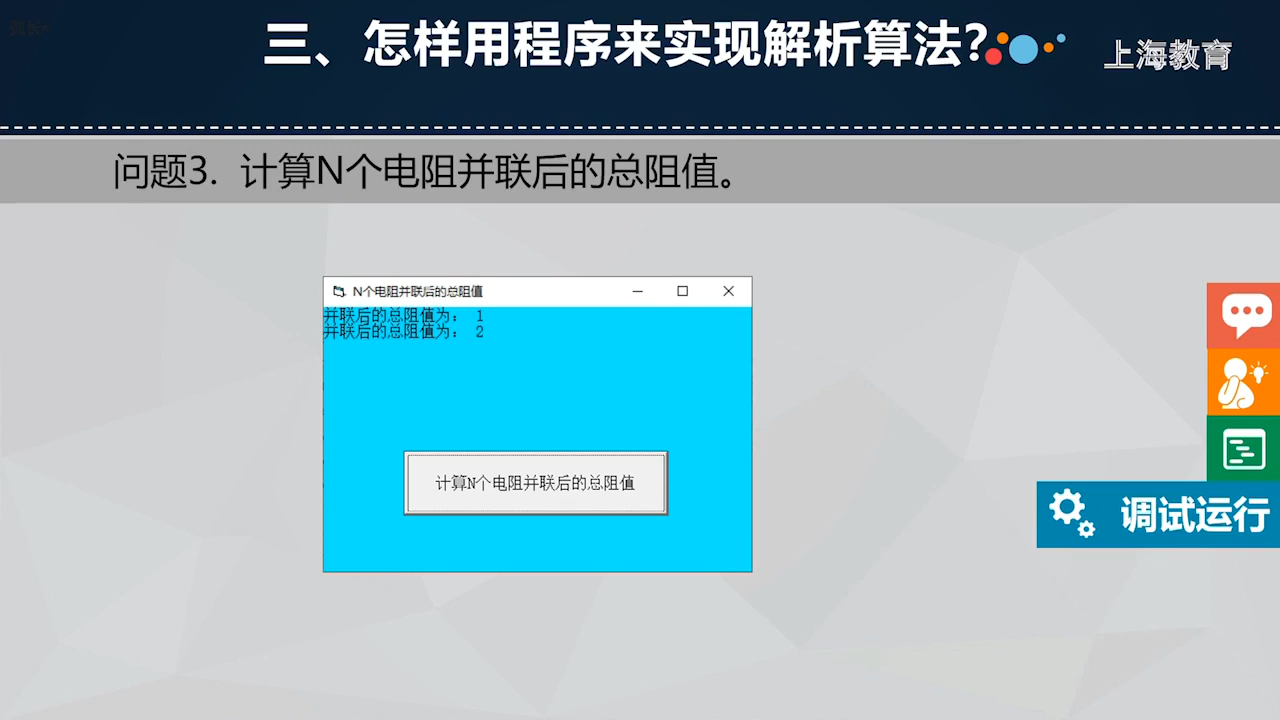 三、怎样用程序来实现解析算法?
上海教育
问题3. 计算N个电阻并联后的总阻值。
N个电阻并联后的总阻值
并联后的总阻值为： 1
并联后的总阻值为： 2
计算N个电阻并联后的总阻值
调试运行